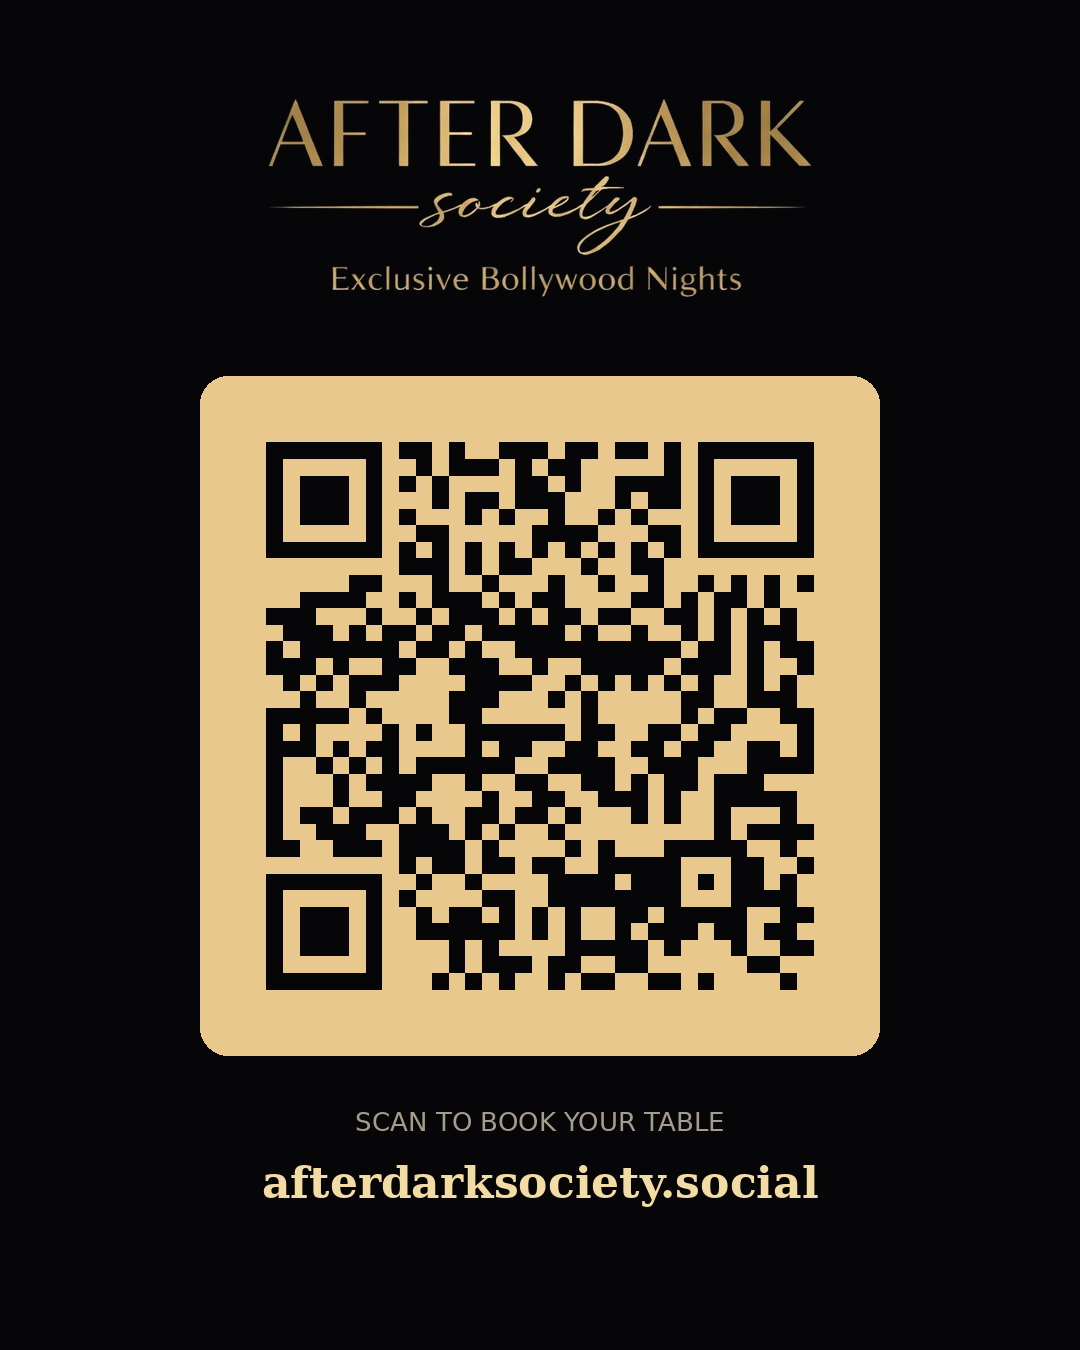 AFTER DARK
society
Exclusive Bollywood Nights
SCAN TO BOOK YOUR TABLE
afterdarksociety.social